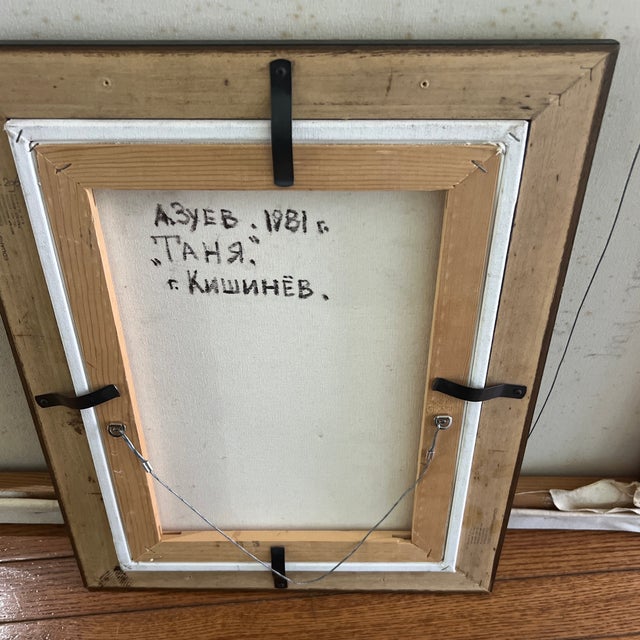 А.Зуев. 1981 г.
„Таня."
г. Кишинёв.